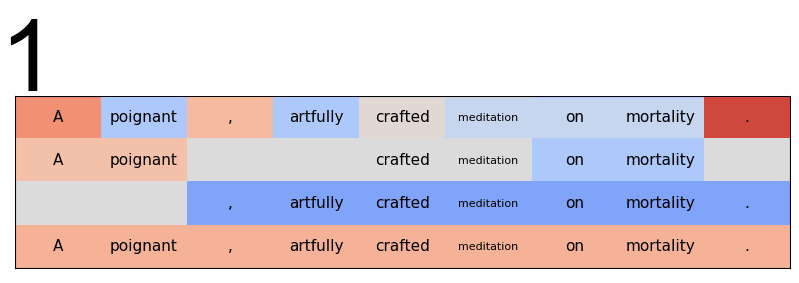 1
A poignant , artfully crafted meditation on mortality .
A poignant crafted meditation on mortality
, artfully crafted meditation on mortality .
A poignant , artfully crafted meditation on mortality .